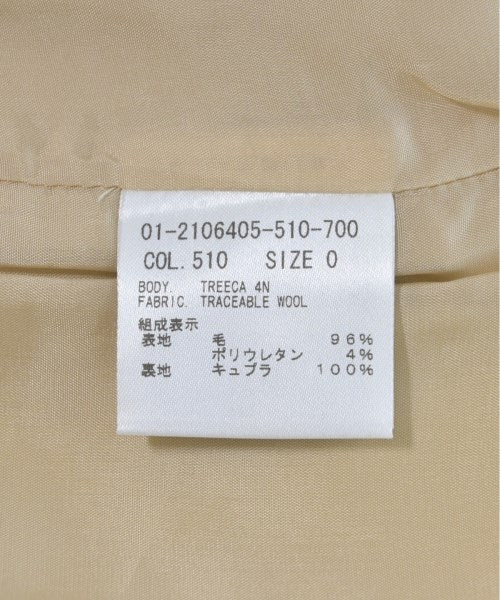 01-2106405-510-700
COL. 510 SIZE 0
BODY. TREECA 4N
FABRIC. TRACEABLE WOOL
組成表示
表地 毛 96%
ポリウレタン 4%
裏地 キュプラ 100%